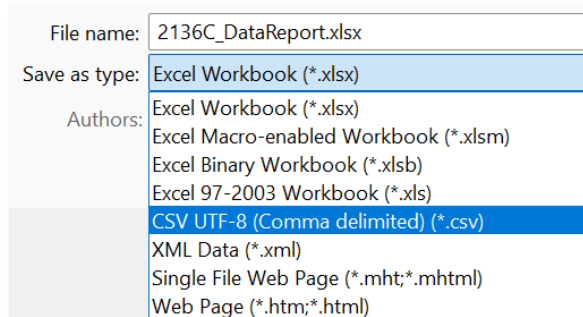 File name: 2136C_DataReport.xlsx
Save as type: Excel Workbook (*.xlsx)
Authors:
Excel Workbook (*.xlsx)
Excel Macro-enabled Workbook (*.xlsm)
Excel Binary Workbook (*.xlsb)
Excel 97-2003 Workbook (*.xls)
CSV UTF-8 (Comma delimited) (*.csv)
XML Data (*.xml)
Single File Web Page (*.mht;*.mhtml)
Web Page (*.htm;*.html)